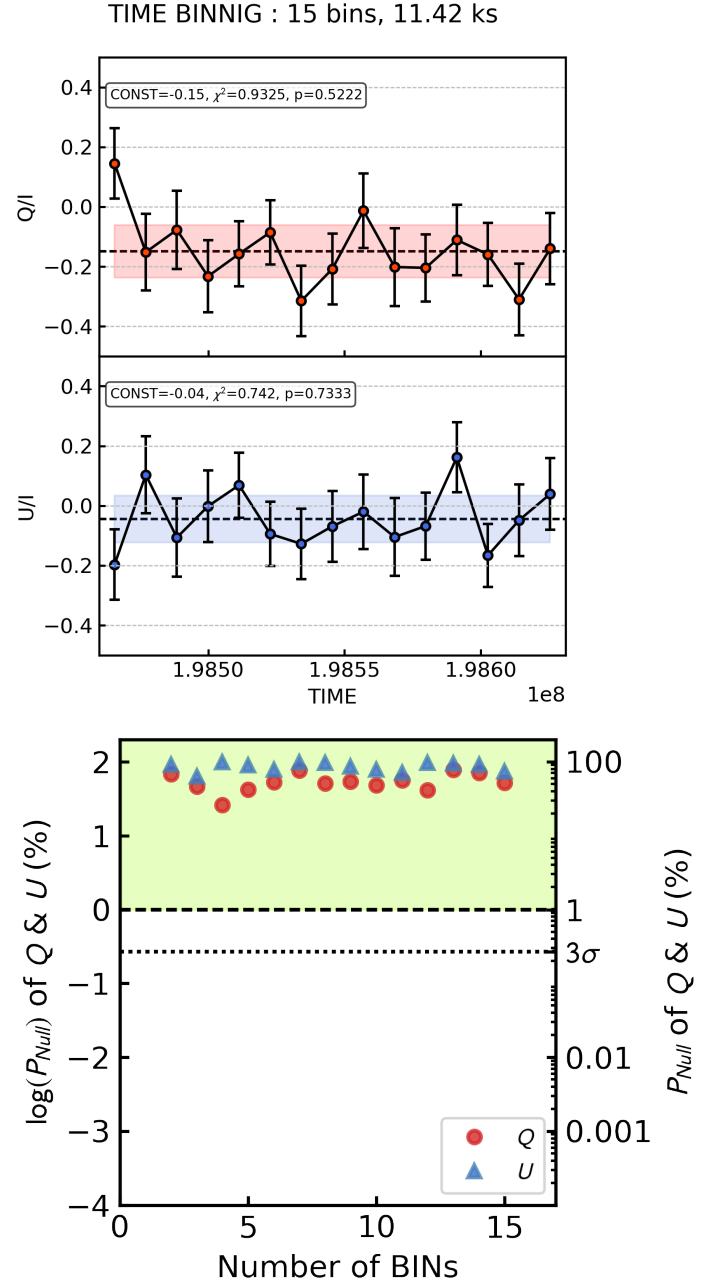 TIME BINNIG : 15 bins, 11.42 ks
0.4
CONST=-0.15, χ²=0.9325, p=0.5222
0.2
0.0
Q/I
−0.2
−0.4
0.4
CONST=-0.04, χ²=0.742, p=0.7333
0.2
0.0
U/I
−0.2
−0.4
1.9850 1.9855 1.9860
TIME 1e8
2 100
1
0 1
3σ
−1
−2 0.01
−3 0.001
−4
log(P_Null) of Q & U (%)
P_Null of Q & U (%)
Q
U
0 5 10 15
Number of BINs